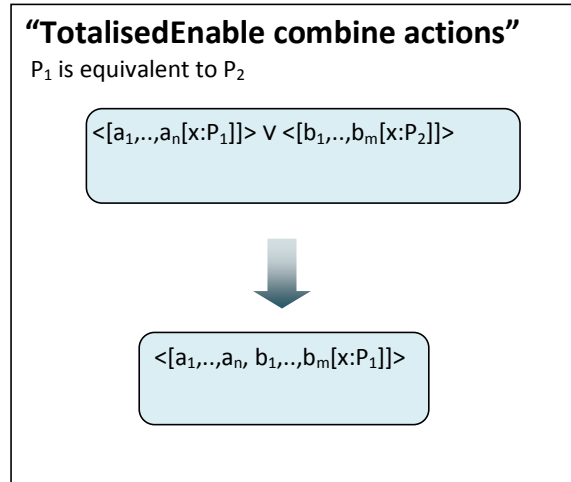 “TotalisedEnable combine actions”
P₁ is equivalent to P₂
<[a₁,..,aₙ[x:P₁]]> V <[b₁,..,bₘ[x:P₂]]>
<[a₁,..,aₙ, b₁,..,bₘ[x:P₁]]>